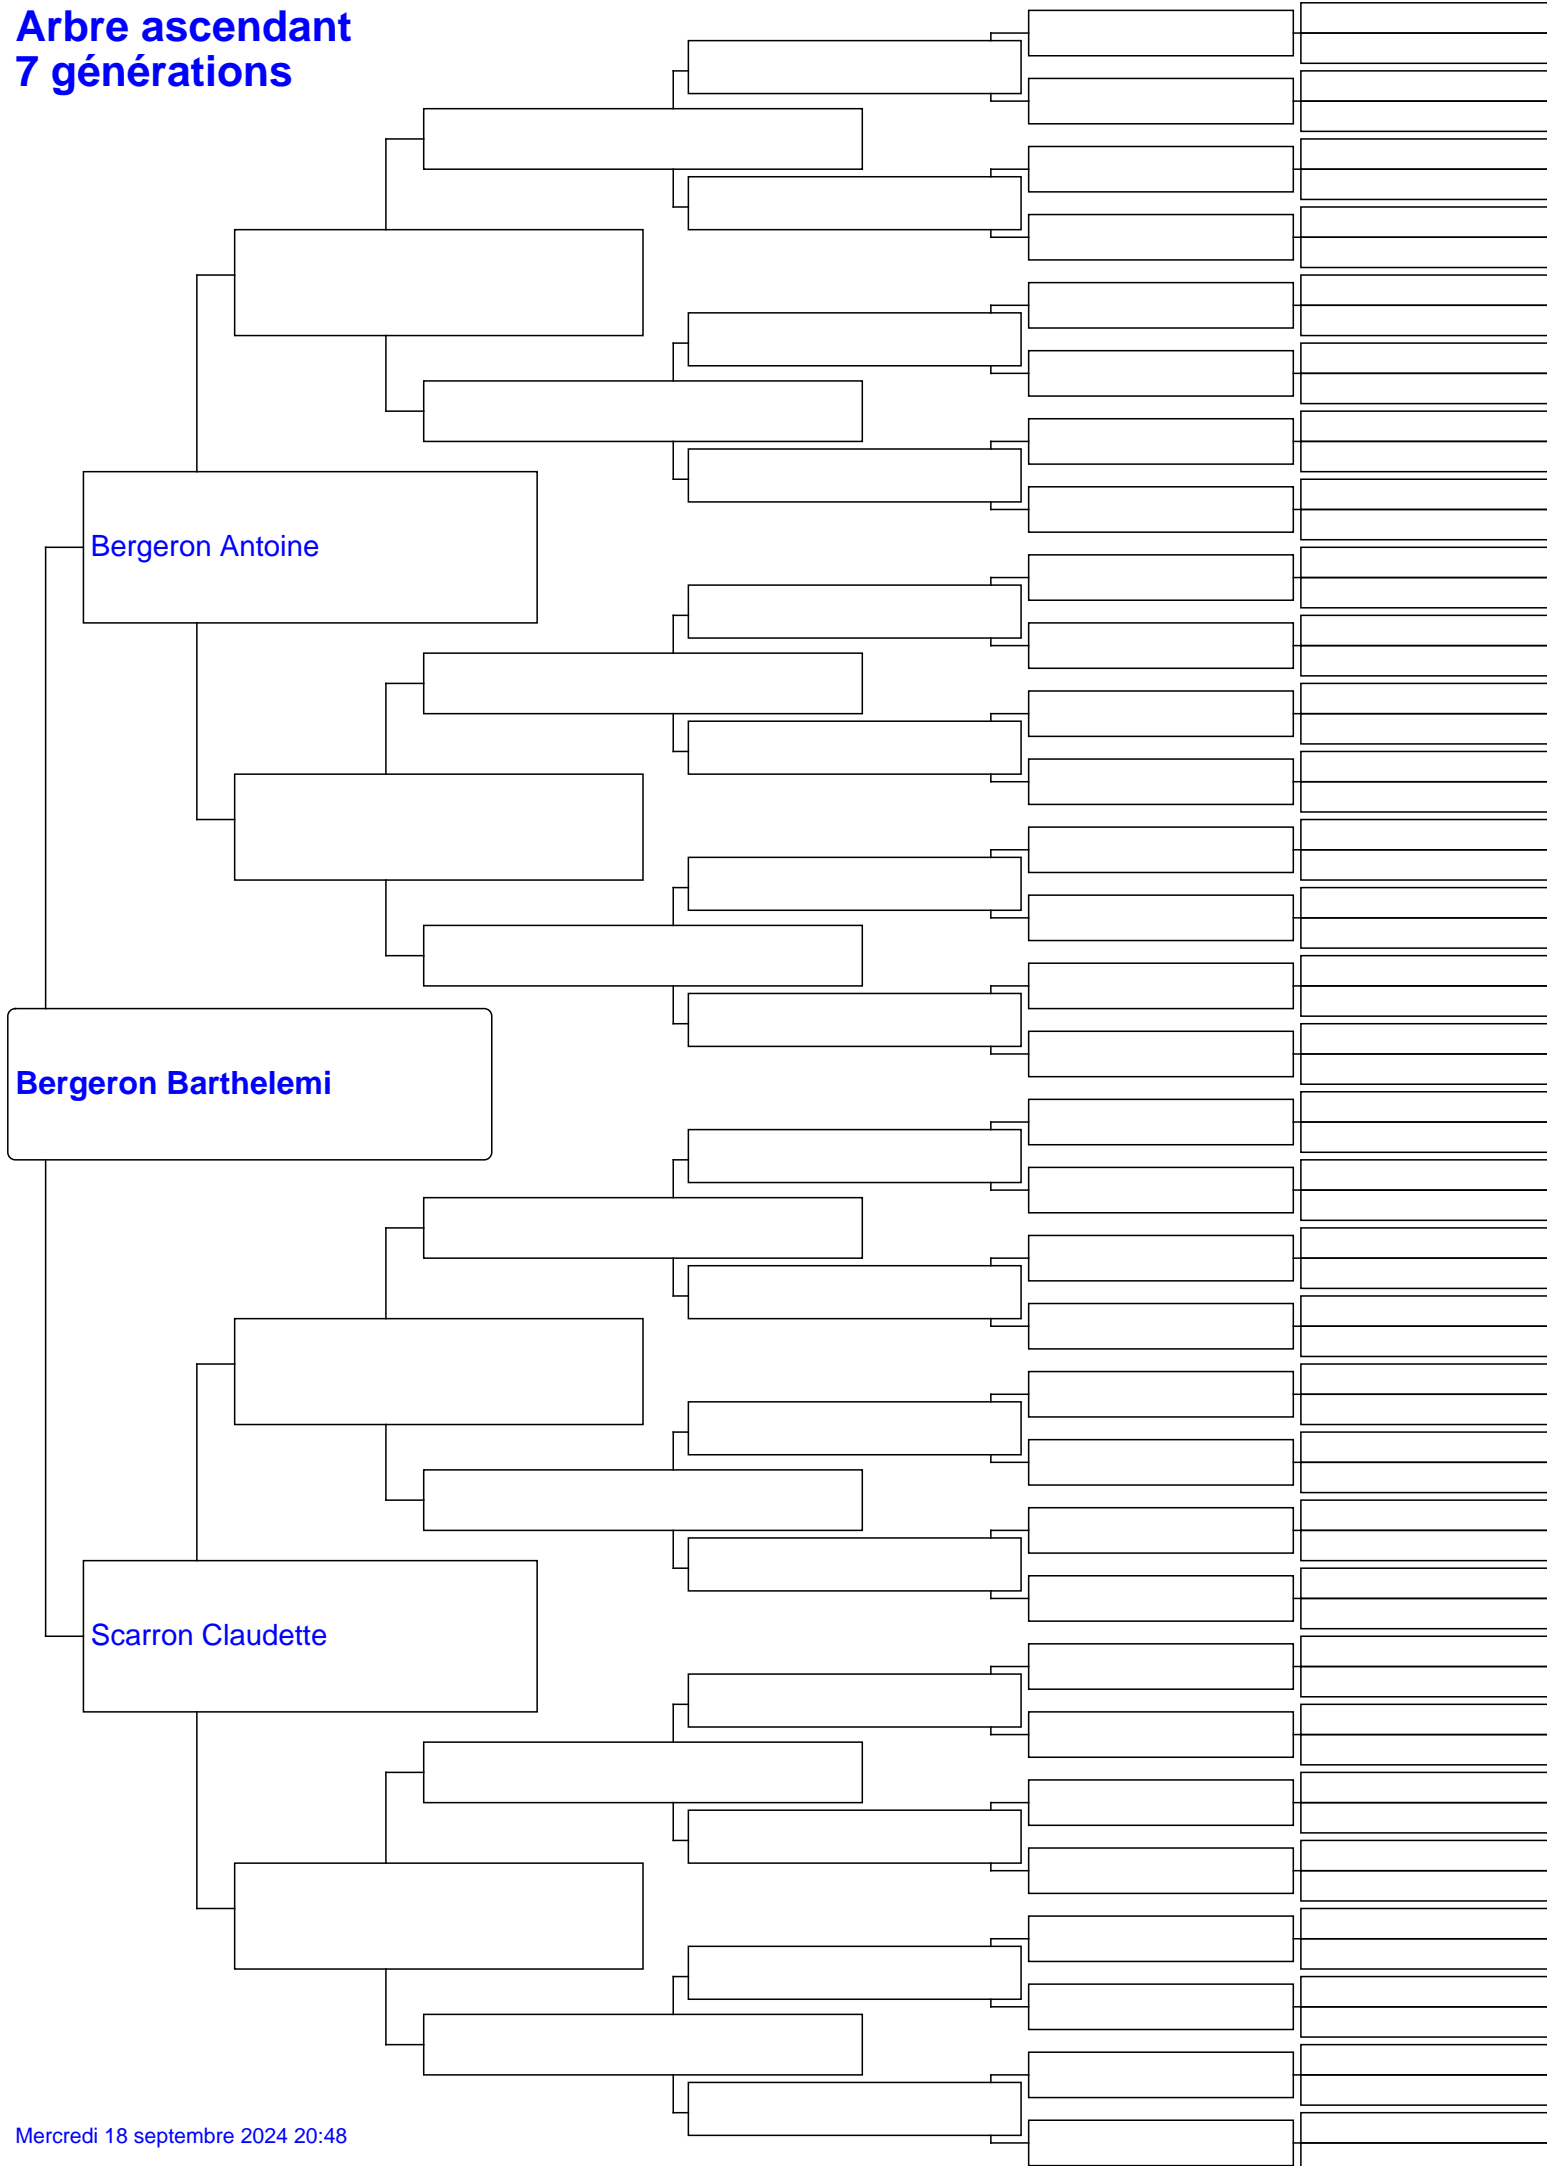 Arbre ascendant
7 générations
Bergeron Antoine
Bergeron Barthelemi
Scarron Claudette
Mercredi 18 septembre 2024 20:48